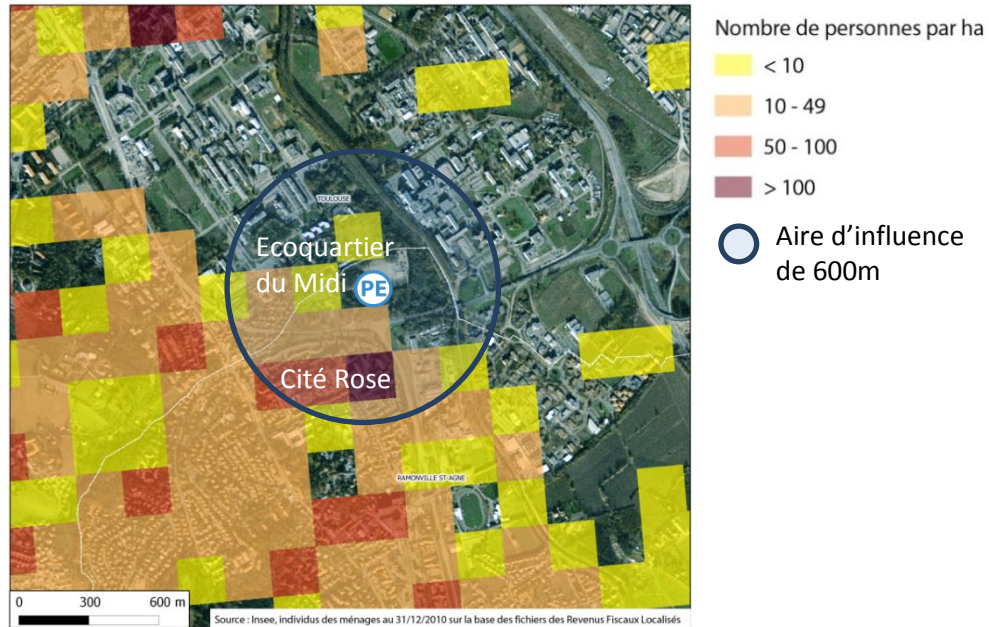 Nombre de personnes par ha
< 10
10 - 49
50 - 100
> 100
Aire d’influence
de 600m
TOULOUSE
Ecoquartier
du Midi PE
Cité Rose
RAMONVILLE ST-AGNE
0 300 600 m
Source : Insee, individus des ménages au 31/12/2010 sur la base des fichiers des Revenus Fiscaux Localisés